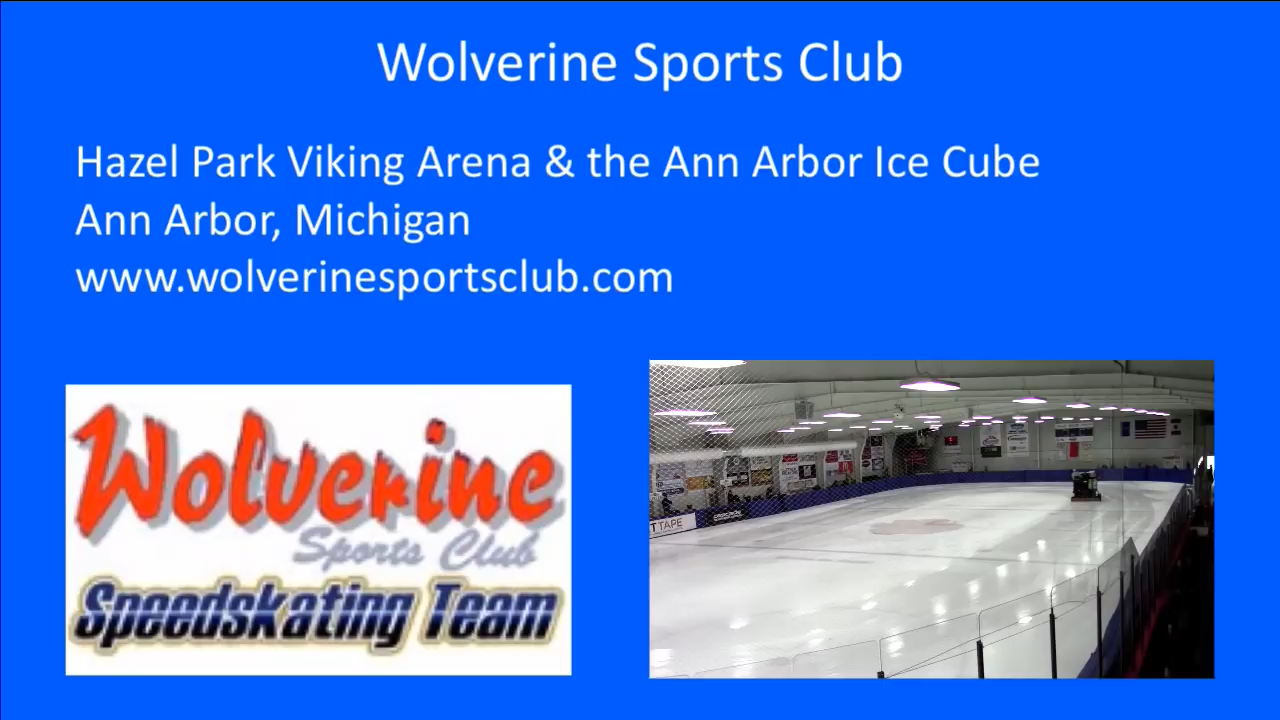 Wolverine Sports Club
Hazel Park Viking Arena & the Ann Arbor Ice Cube
Ann Arbor, Michigan
www.wolverinesportsclub.com
Wolverine
Sports Club
Speedskating Team
TAPE